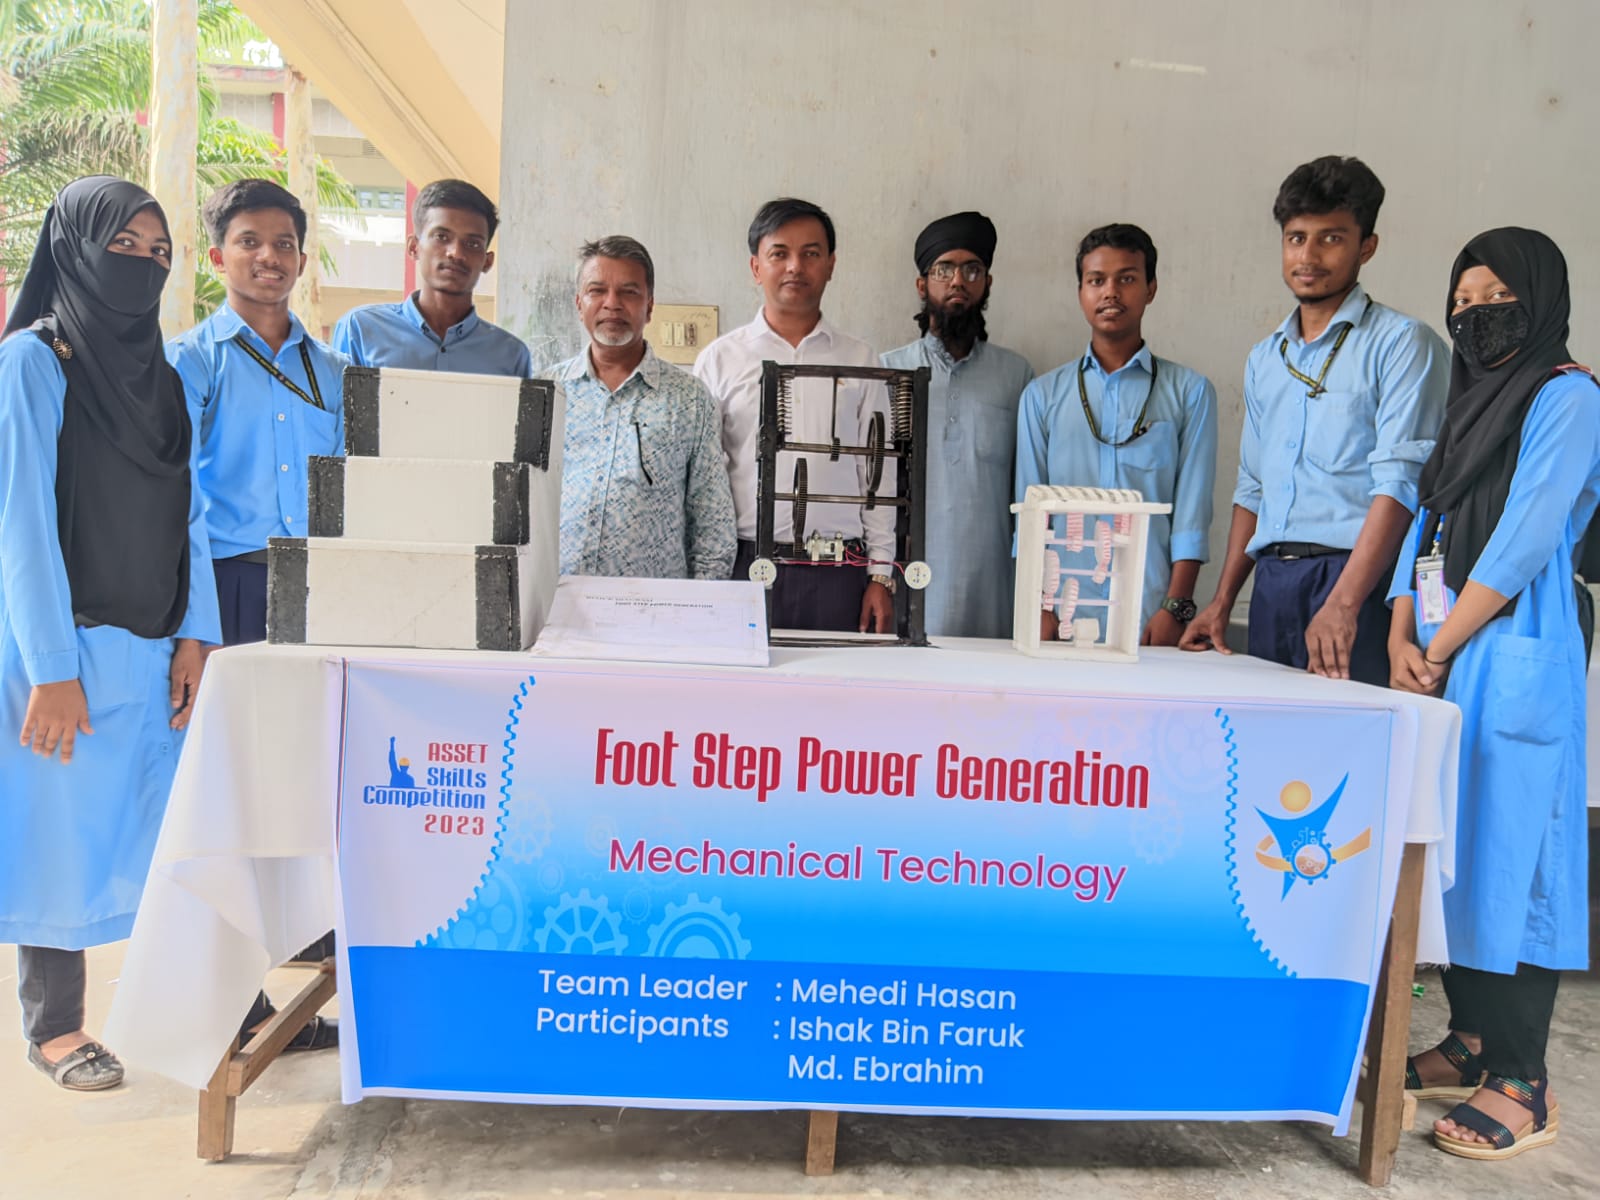 FOOT STEP POWER GENERATION
ASSET
Skills
Competition
2023
Foot Step Power Generation
Mechanical Technology
Team Leader : Mehedi Hasan
Participants : Ishak Bin Faruk
Md. Ebrahim